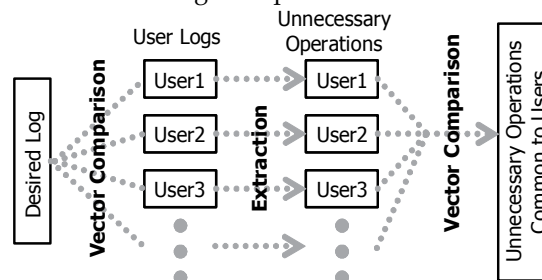 Unnecessary
Operations
User Logs
Desired Log
Vector Comparison
User1
User2
User3
Extraction
User1
User2
User3
Vector Comparison
Unnecessary Operations
Common to Users